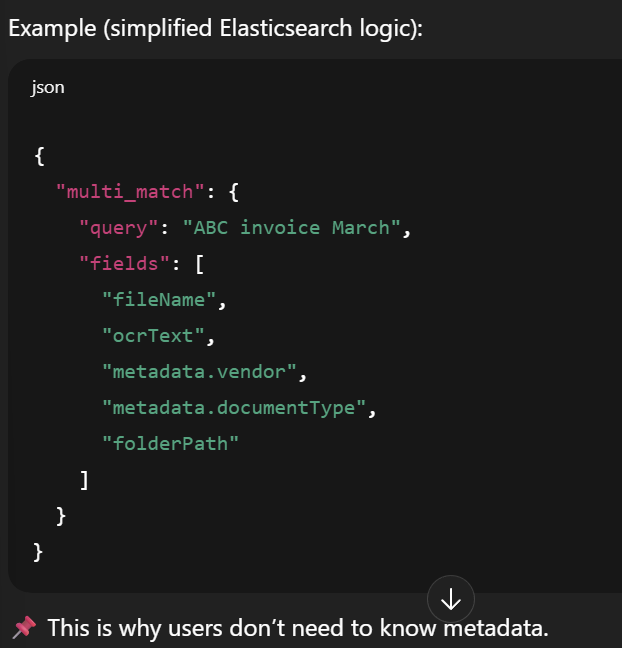 Example (simplified Elasticsearch logic):
json
{
  "multi_match": {
    "query": "ABC invoice March",
    "fields": [
      "fileName",
      "ocrText",
      "metadata.vendor",
      "metadata.documentType",
      "folderPath"
    ]
  }
}
📌 This is why users don’t need to know metadata.